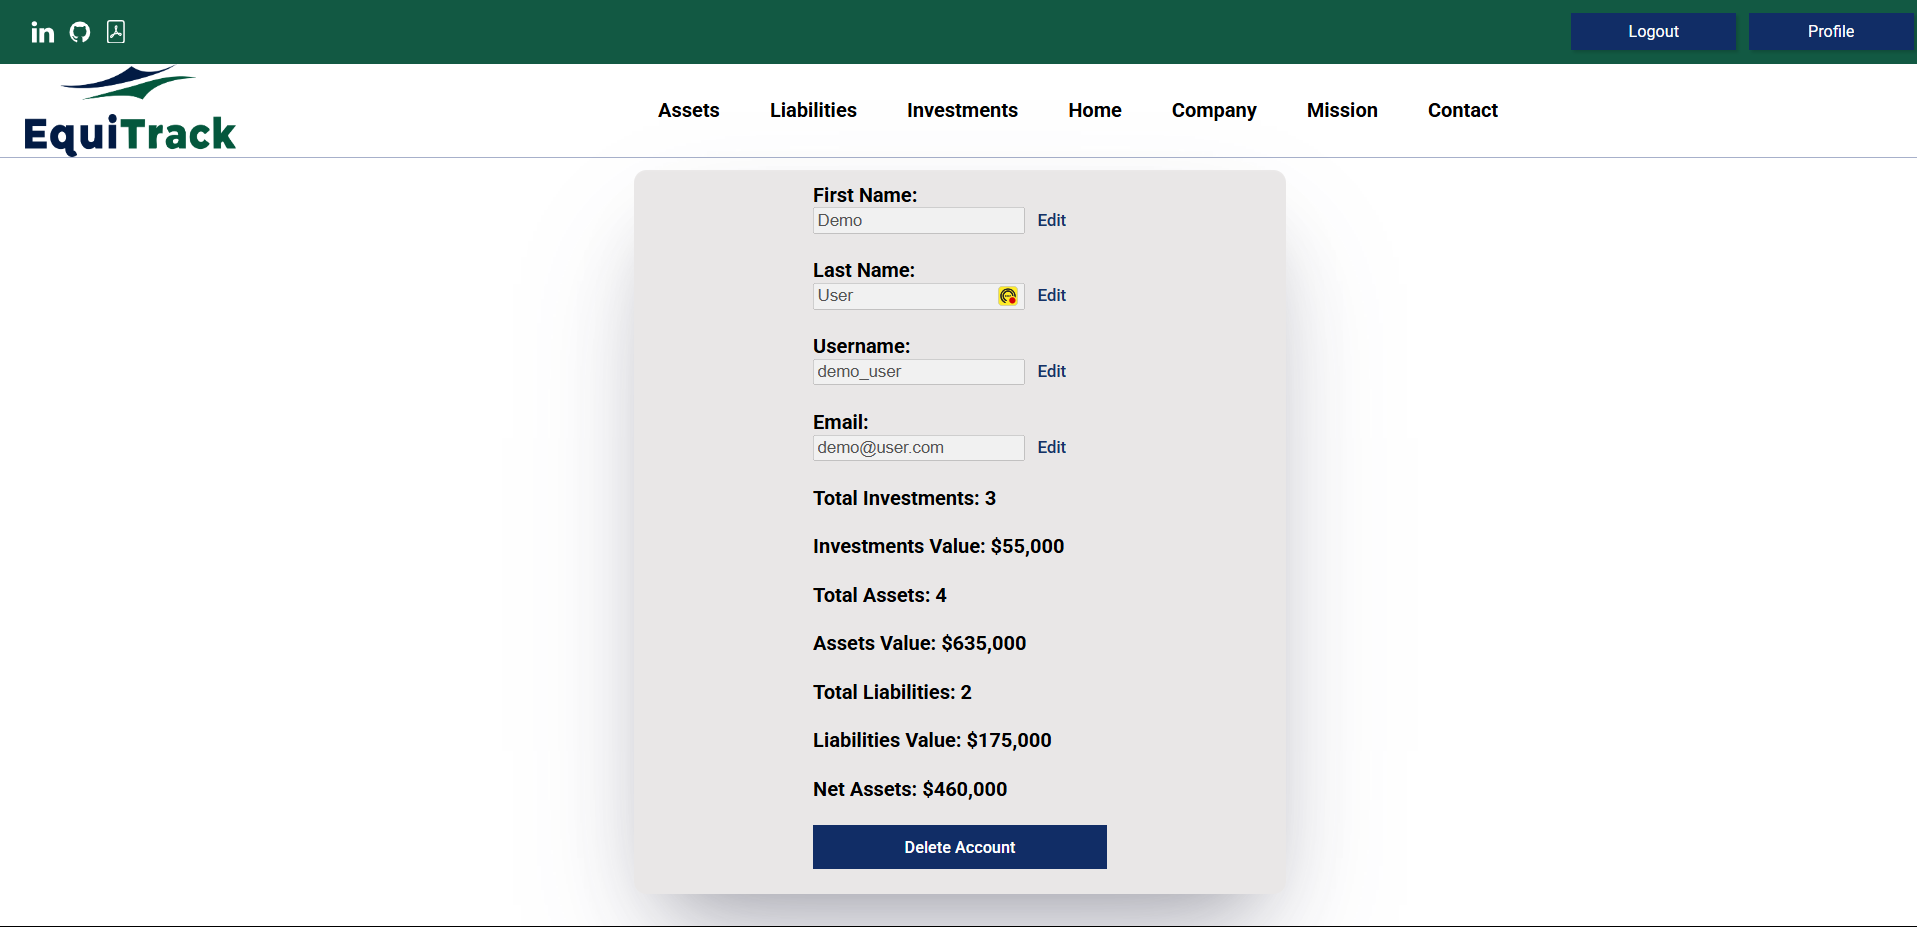 Logout Profile
EquiTrack
Assets Liabilities Investments Home Company Mission Contact
First Name:
Demo Edit
Last Name:
User Edit
Username:
demo_user Edit
Email:
demo@user.com Edit
Total Investments: 3
Investments Value: $55,000
Total Assets: 4
Assets Value: $635,000
Total Liabilities: 2
Liabilities Value: $175,000
Net Assets: $460,000
Delete Account